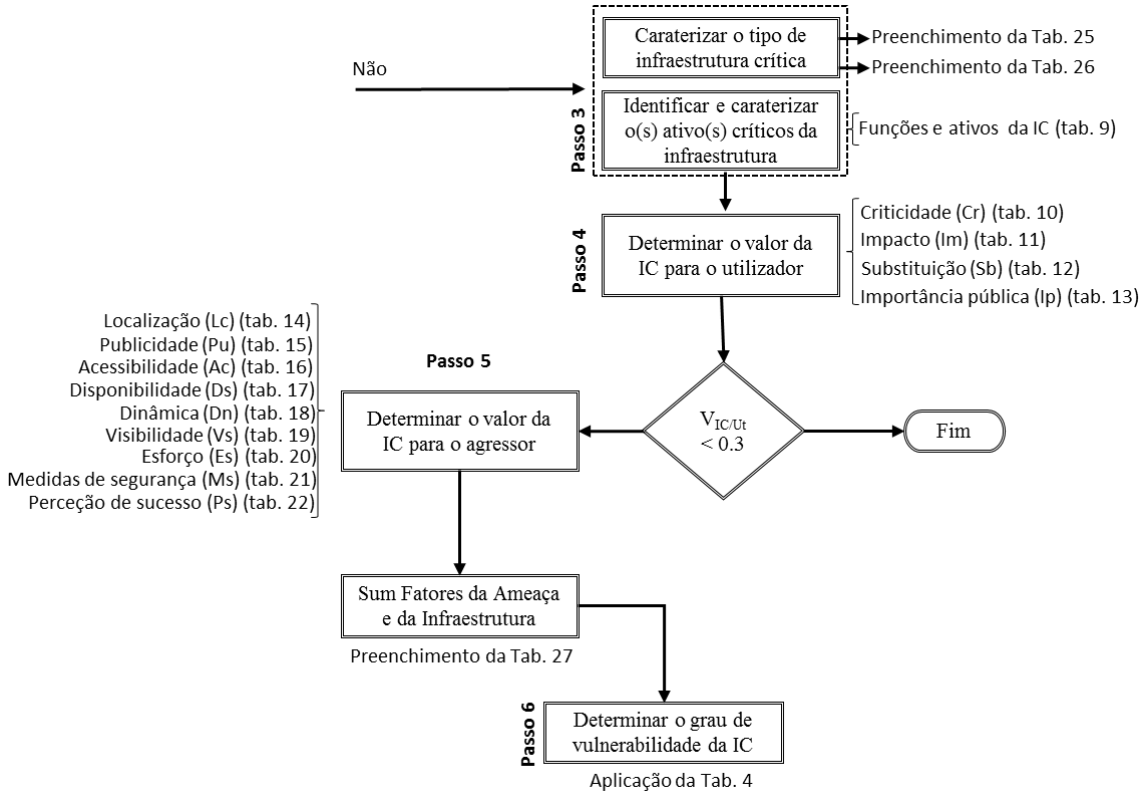 Caraterizar o tipo de
infraestrutura crítica
Preenchimento da Tab. 25
Preenchimento da Tab. 26
Não
Passo 3
Identificar e caraterizar
o(s) ativo(s) críticos da
infraestrutura
Funções e ativos da IC (tab. 9)
Passo 4
Determinar o valor da
IC para o utilizador
Criticidade (Cr) (tab. 10)
Impacto (Im) (tab. 11)
Substituição (Sb) (tab. 12)
Importância pública (Ip) (tab. 13)
Localização (Lc) (tab. 14)
Publicidade (Pu) (tab. 15)
Acessibilidade (Ac) (tab. 16)
Disponibilidade (Ds) (tab. 17)
Dinâmica (Dn) (tab. 18)
Visibilidade (Vs) (tab. 19)
Esforço (Es) (tab. 20)
Medidas de segurança (Ms) (tab. 21)
Perceção de sucesso (Ps) (tab. 22)
Passo 5
Determinar o valor da
IC para o agressor
V IC/Ut
< 0.3
Fim
Sum Fatores da Ameaça
e da Infraestrutura
Preenchimento da Tab. 27
Passo 6
Determinar o grau de
vulnerabilidade da IC
Aplicação da Tab. 4